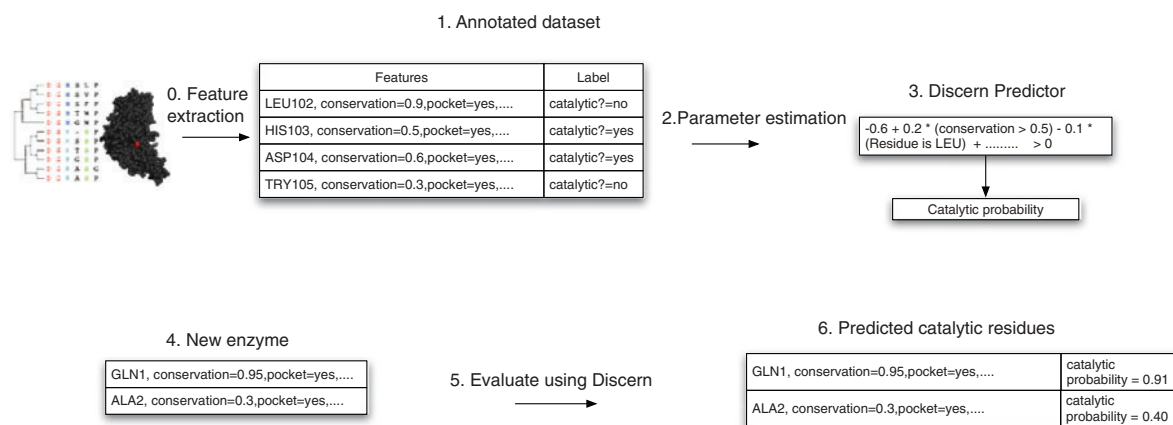 1. Annotated dataset
0. Feature
extraction
Features
Label
LEU102, conservation=0.9,pocket=yes,....
catalytic?=no
HIS103, conservation=0.5,pocket=yes,....
catalytic?=yes
ASP104, conservation=0.6,pocket=yes,....
catalytic?=yes
TRY105, conservation=0.3,pocket=yes,....
catalytic?=no
2.Parameter estimation
3. Discern Predictor
-0.6 + 0.2 * (conservation > 0.5) - 0.1 *
(Residue is LEU) + ......... > 0
Catalytic probability
4. New enzyme
GLN1, conservation=0.95,pocket=yes,....
ALA2, conservation=0.3,pocket=yes,....
5. Evaluate using Discern
6. Predicted catalytic residues
GLN1, conservation=0.95,pocket=yes,....
catalytic
probability = 0.91
ALA2, conservation=0.3,pocket=yes,....
catalytic
probability = 0.40